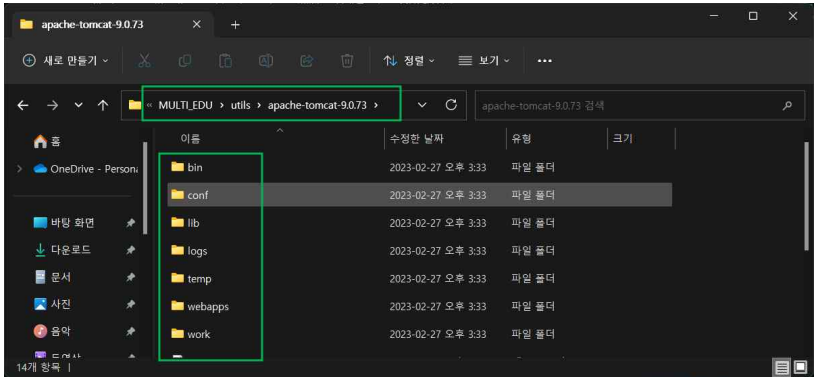 apache-tomcat-9.0.73
새로 만들기
정렬
보기
MULTI_EDU > utils > apache-tomcat-9.0.73 >
apache-tomcat-9.0.73 검색
홈
OneDrive - Persona
바탕 화면
다운로드
문서
사진
음악
이름 수정한 날짜 유형 크기
bin 2023-02-27 오후 3:33 파일 폴더
conf 2023-02-27 오후 3:33 파일 폴더
lib 2023-02-27 오후 3:33 파일 폴더
logs 2023-02-27 오후 3:33 파일 폴더
temp 2023-02-27 오후 3:33 파일 폴더
webapps 2023-02-27 오후 3:33 파일 폴더
work 2023-02-27 오후 3:33 파일 폴더
14개 항목